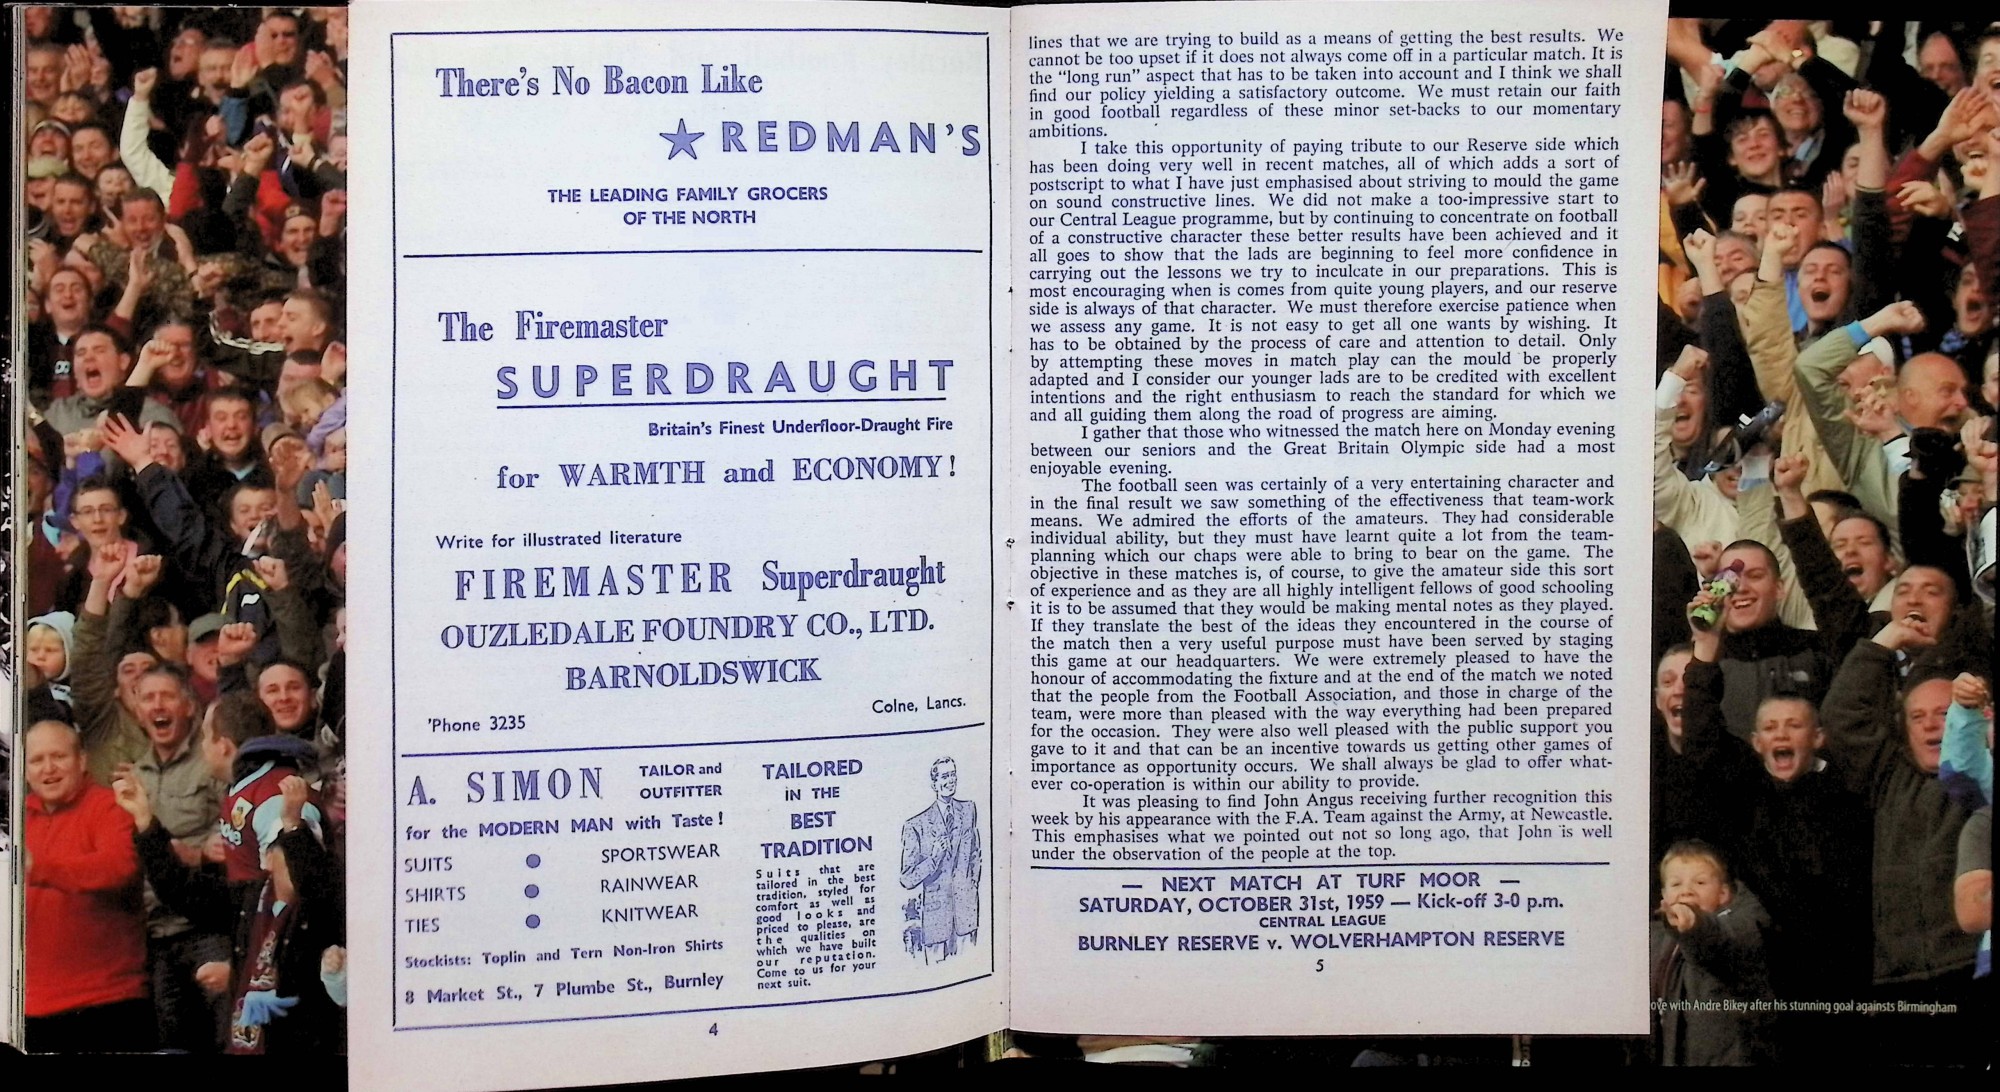 There's No Bacon Like
REDMAN'S
THE LEADING FAMILY GROCERS
OF THE NORTH
The Firemaster
SUPERDRAUGHT
Britain's Finest Underfloor-Draught Fire
for WARMTH and ECONOMY!
Write for illustrated literature
FIREMASTER Superdraught
OUZLEDALE FOUNDRY CO., LTD.
BARNOLDSWICK
Colne, Lancs.
'Phone 3235
A. SIMON
TAILOR and
OUTFITTER
for the MODERN MAN with Taste!
SUITS
SPORTSWEAR
SHIRTS
RAINWEAR
TIES
KNITWEAR
Stockists: Toplin and Tern Non-Iron Shirts
8 Market St., 7 Plumbe St., Burnley
TAILORED
IN THE
BEST
TRADITION
Suits that are
tailored in the best
tradition, styled for
comfort as well as
good looks and
priced to please, are
the qualities on
which we have built
our reputation.
Come to us for your
next suit.
4
lines that we are trying to build as a means of getting the best results. We
cannot be too upset if it does not always come off in a particular match. It is
the "long run" aspect that has to be taken into account and I think we shall
find our policy yielding a satisfactory outcome. We must retain our faith
in good football regardless of these minor set-backs to our momentary
ambitions.
I take this opportunity of paying tribute to our Reserve side which
has been doing very well in recent matches, all of which adds a sort of
postscript to what I have just emphasised about striving to mould the game
on sound constructive lines. We did not make a too-impressive start to
our Central League programme, but by continuing to concentrate on football
of a constructive character these better results have been achieved and it
all goes to show that the lads are beginning to feel more confidence in
carrying out the lessons we try to inculcate in our preparations. This is
most encouraging when is comes from quite young players, and our reserve
side is always of that character. We must therefore exercise patience when
we assess any game. It is not easy to get all one wants by wishing. It
has to be obtained by the process of care and attention to detail. Only
by attempting these moves in match play can the mould be properly
adapted and I consider our younger lads are to be credited with excellent
intentions and the right enthusiasm to reach the standard for which we
and all guiding them along the road of progress are aiming.
I gather that those who witnessed the match here on Monday evening
between our seniors and the Great Britain Olympic side had a most
enjoyable evening.
The football seen was certainly of a very entertaining character and
in the final result we saw something of the effectiveness that team-work
means. We admired the efforts of the amateurs. They had considerable
individual ability, but they must have learnt quite a lot from the team-
planning which our chaps were able to bring to bear on the game. The
objective in these matches is, of course, to give the amateur side this sort
of experience and as they are all highly intelligent fellows of good schooling
it is to be assumed that they would be making mental notes as they played.
If they translate the best of the ideas they encountered in the course of
the match then a very useful purpose must have been served by staging
this game at our headquarters. We were extremely pleased to have the
honour of accommodating the fixture and at the end of the match we noted
that the people from the Football Association, and those in charge of the
team, were more than pleased with the way everything had been prepared
for the occasion. They were also well pleased with the public support you
gave to it and that can be an incentive towards us getting other games of
importance as opportunity occurs. We shall always be glad to offer what-
ever co-operation is within our ability to provide.
It was pleasing to find John Angus receiving further recognition this
week by his appearance with the F.A. Team against the Army, at Newcastle.
This emphasises what we pointed out not so long ago, that John is well
under the observation of the people at the top.
— NEXT MATCH AT TURF MOOR —
SATURDAY, OCTOBER 31st, 1959 — Kick-off 3-0 p.m.
CENTRAL LEAGUE
BURNLEY RESERVE v. WOLVERHAMPTON RESERVE
5
with Andre Bikey after his stunning goal againsts Birmingham